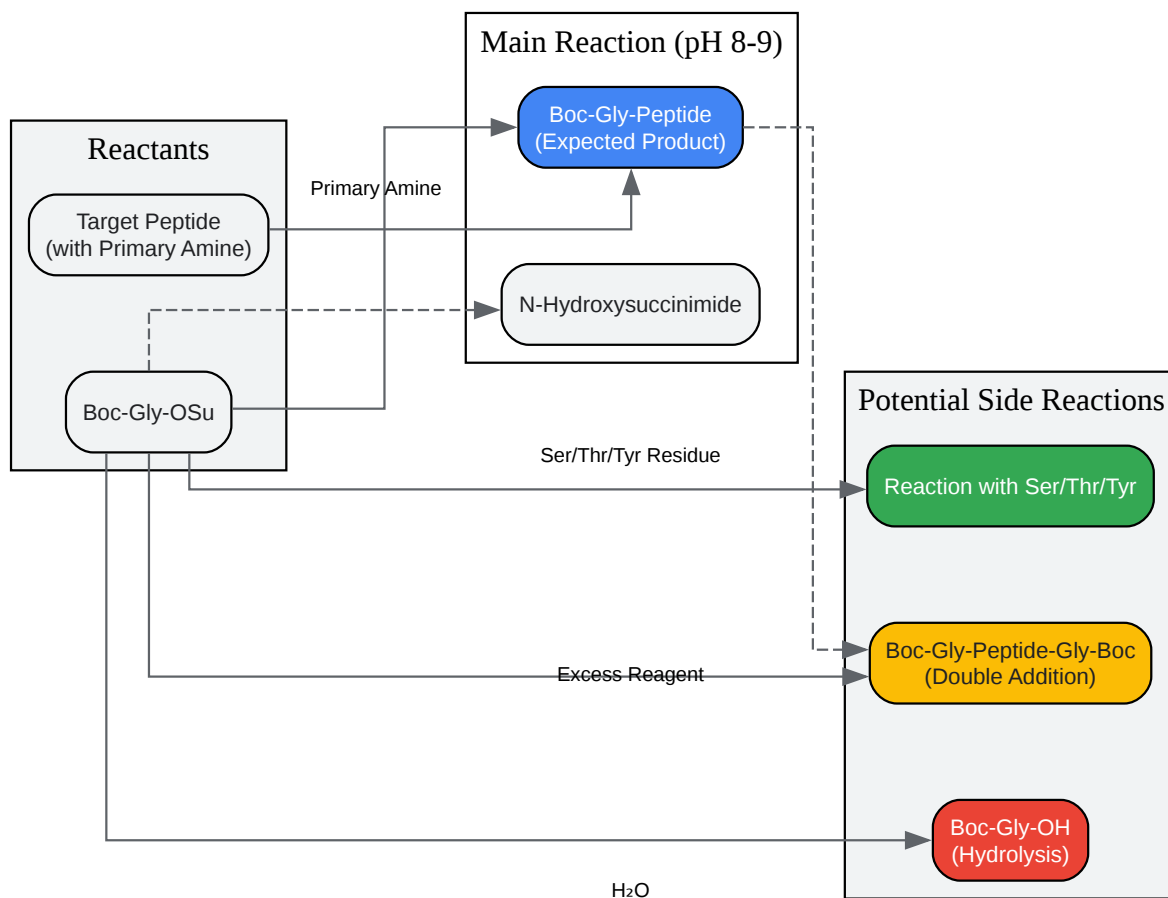 Main Reaction (pH 8-9)
Boc-Gly-Peptide
(Expected Product)
Reactants
Primary Amine
Target Peptide
(with Primary Amine)
N-Hydroxysuccinimide
Boc-Gly-OSu
Potential Side Reactions
Ser/Thr/Tyr Residue
Reaction with Ser/Thr/Tyr
Excess Reagent
Boc-Gly-Peptide-Gly-Boc
(Double Addition)
Boc-Gly-OH
(Hydrolysis)
H₂O